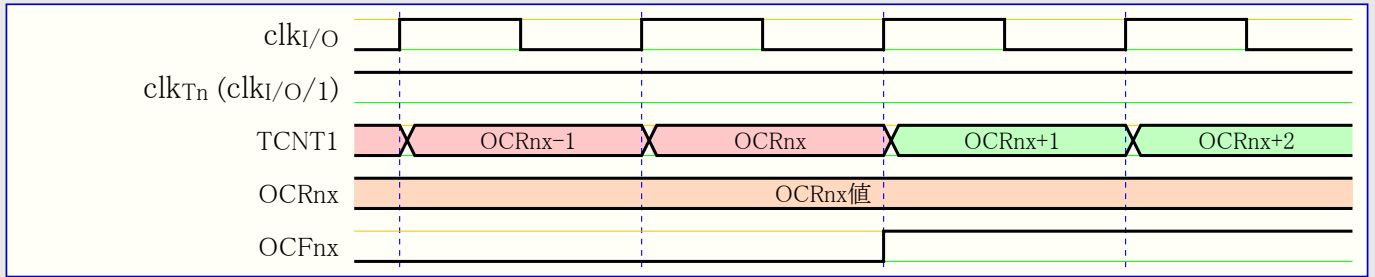 clkI/O
clkTn (clkI/O/1)
TCNT1 OCRnx-1 OCRnx OCRnx+1 OCRnx+2
OCRnx OCRnx値
OCFnx